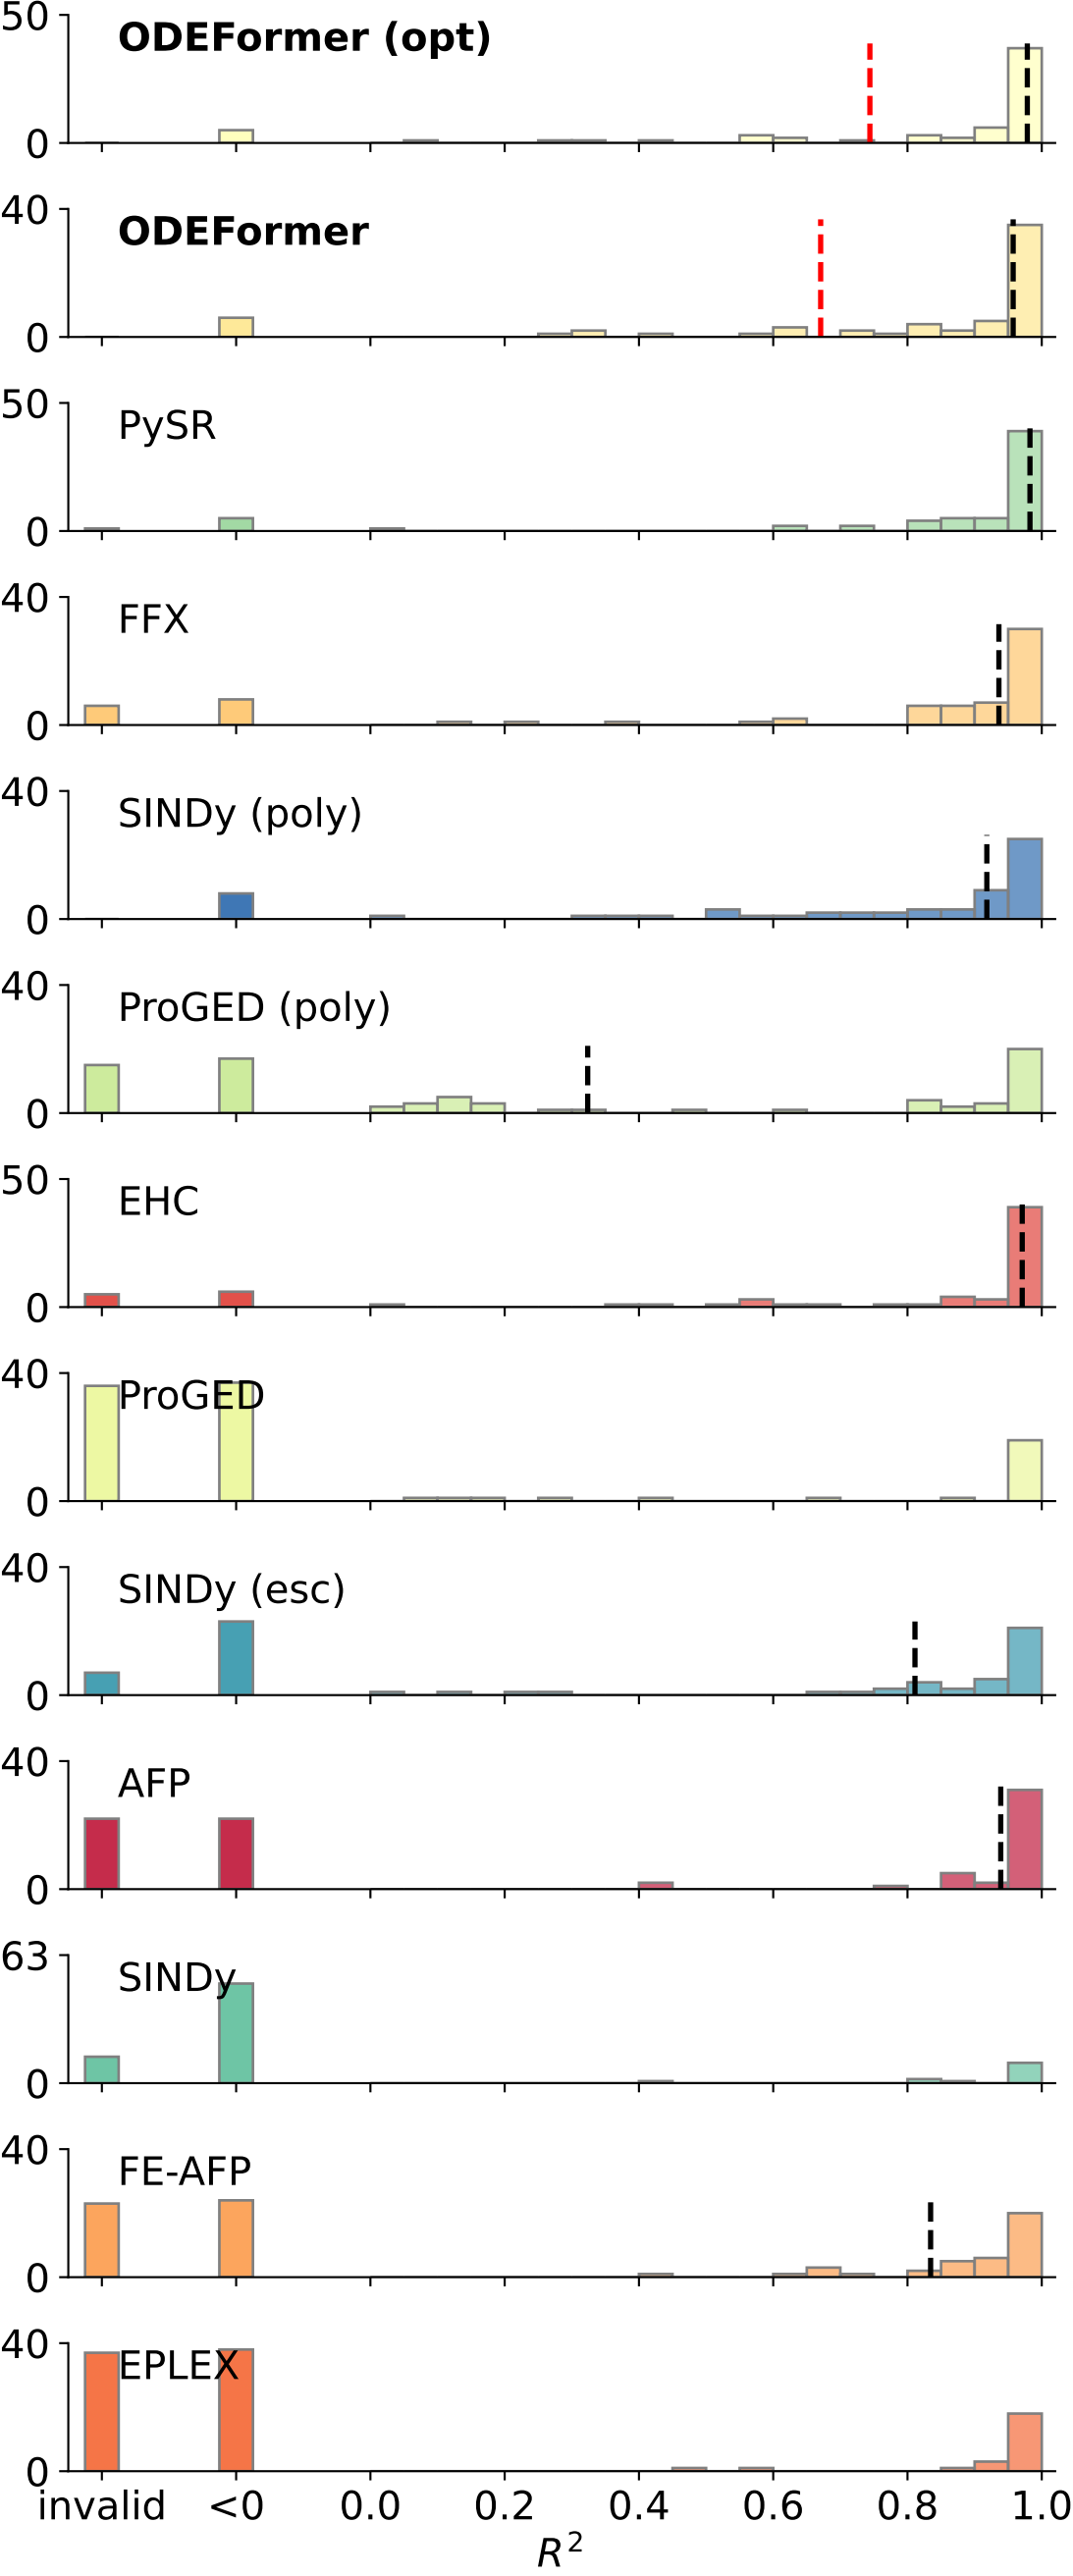 50
ODEFormer (opt)
0
40
ODEFormer
0
50
PySR
0
40
FFX
0
40
SINDy (poly)
0
40
ProGED (poly)
0
50
EHC
0
40
ProGED
0
40
SINDy (esc)
0
40
AFP
0
63
SINDy
0
40
FE-AFP
0
40
EPLEX
0
invalid <0 0.0 0.2 0.4 0.6 0.8 1.0
R²